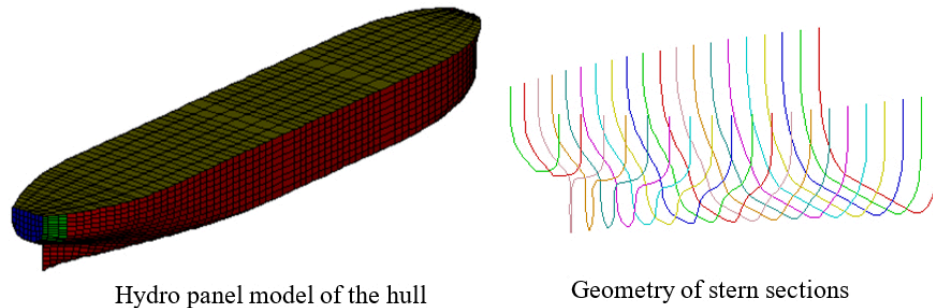 Hydro panel model of the hull
Geometry of stern sections